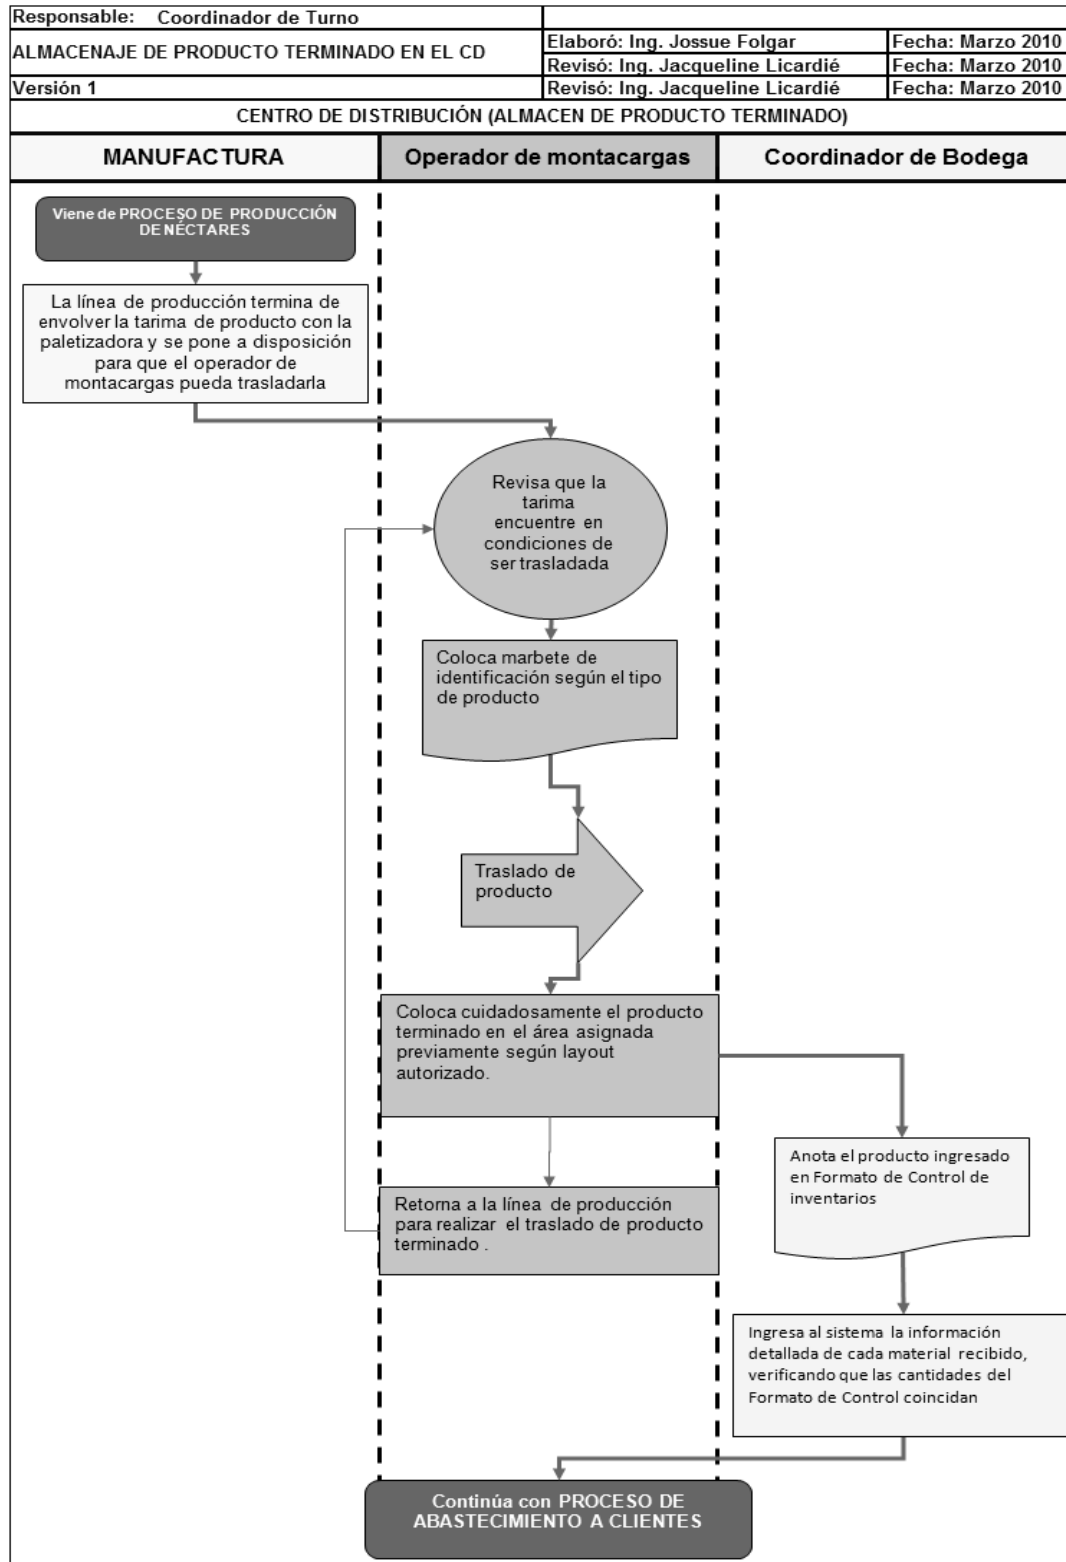 Responsable: Coordinador de Turno
ALMACENAJE DE PRODUCTO TERMINADO EN EL CD
Elaboró: Ing. Jossue Folgar
Fecha: Marzo 2010
Revisó: Ing. Jacqueline Licardié
Fecha: Marzo 2010
Versión 1
Revisó: Ing. Jacqueline Licardié
Fecha: Marzo 2010
CENTRO DE DISTRIBUCIÓN (ALMACEN DE PRODUCTO TERMINADO)
MANUFACTURA
Operador de montacargas
Coordinador de Bodega
Viene de PROCESO DE PRODUCCIÓN
DE NÉCTARES
La línea de producción termina de
envolver la tarima de producto con la
paletizadora y se pone a disposición
para que el operador de
montacargas pueda trasladarla
Revisa que la
tarima
encuentre en
condiciones de
ser trasladada
Coloca marbete de
identificación según el tipo
de producto
Traslado de
producto
Coloca cuidadosamente el producto
terminado en el área asignada
previamente según layout
autorizado.
Anota el producto ingresado
en Formato de Control de
inventarios
Retorna a la línea de producción
para realizar el traslado de producto
terminado .
Ingresa al sistema la información
detallada de cada material recibido,
verificando que las cantidades del
Formato de Control coincidan
Continúa con PROCESO DE
ABASTECIMIENTO A CLIENTES